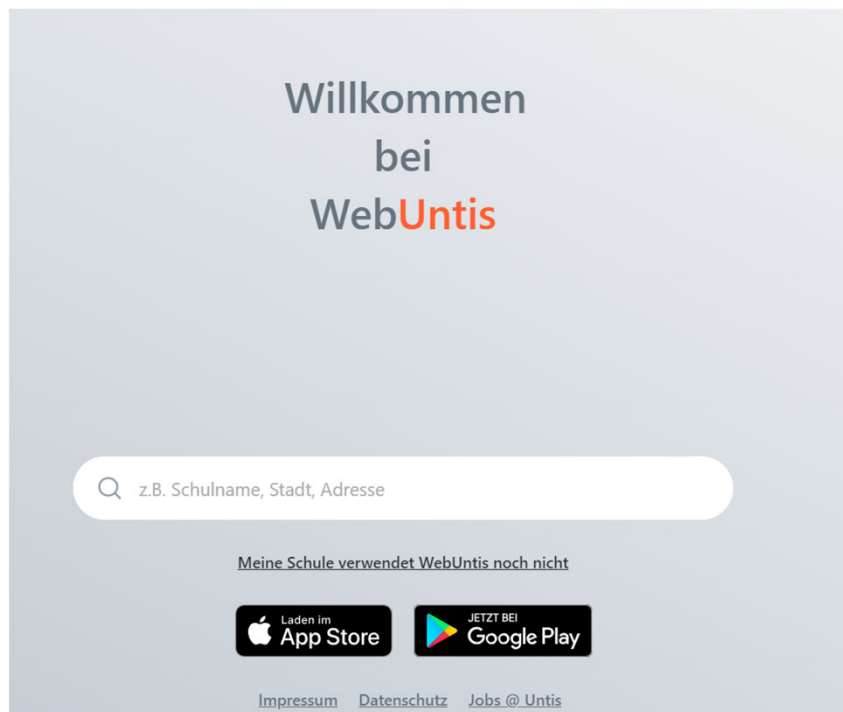 Willkommen
bei
WebUntis
z.B. Schulname, Stadt, Adresse
Meine Schule verwendet WebUntis noch nicht
Laden im
App Store
JETZT BEI
Google Play
Impressum Datenschutz Jobs @ Untis